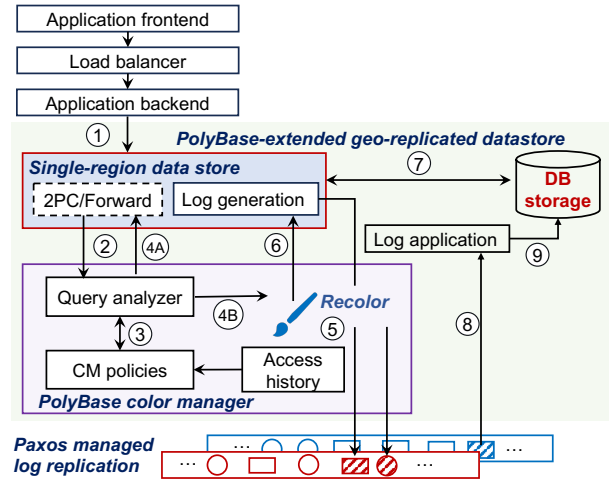 Application frontend
Load balancer
Application backend
①
PolyBase-extended geo-replicated datastore
Single-region data store
⑦
2PC/Forward
Log generation
DB
storage
②
4A
⑥
Log application
⑨
Query analyzer
4B
Recolor
⑤
⑧
③
CM policies
Access
history
PolyBase color manager
Paxos managed
log replication
... ...
... ...